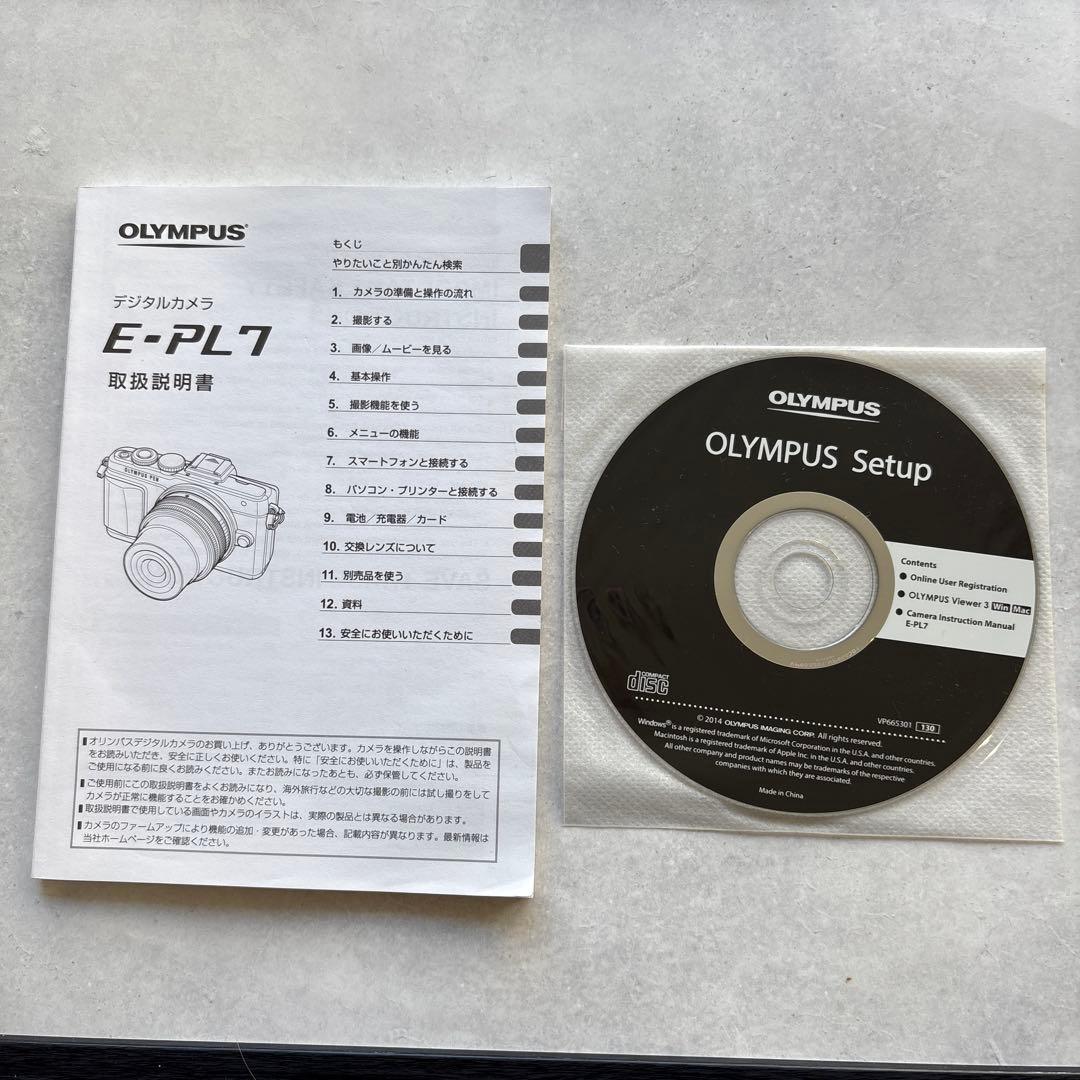 OLYMPUS
デジタルカメラ
E-PL7
取扱説明書
OLYMPUS PEN
もくじ
やりたいこと別かんたん検索
1. カメラの準備と操作の流れ
2. 撮影する
3. 画像／ムービーを見る
4. 基本操作
5. 撮影機能を使う
6. メニューの機能
7. スマートフォンと接続する
8. パソコン・プリンターと接続する
9. 電池／充電器／カード
10. 交換レンズについて
11. 別売品を使う
12. 資料
13. 安全にお使いいただくために
オリンパスデジタルカメラのお買い上げ、ありがとうございます。カメラを操作しながらこの説明書
をお読みいただき、安全に正しくお使いください。特に「安全にお使いいただくために」は、製品を
ご使用になる前に良くお読みください。またお読みになったあとも、必ず保管してください。
ご使用前にこの取扱説明書をよくお読みになり、海外旅行などの大切な撮影の前には試し撮りをして
カメラが正常に機能することをお確かめください。
取扱説明書で使用している画面やカメラのイラストは、実際の製品とは異なる場合があります。
カメラのファームアップにより機能の追加・変更があった場合、記載内容が異なります。最新情報は
当社ホームページをご確認ください。
OLYMPUS
OLYMPUS Setup
Contents
● Online User Registration
● OLYMPUS Viewer 3 Win Mac
● Camera Instruction Manual
E-PL7
COMPACT
disc
VP665301 130
© 2014 OLYMPUS IMAGING CORP. All rights reserved.
Windows® is a registered trademark of Microsoft Corporation in the U.S.A. and other countries.
Macintosh is a registered trademark of Apple Inc. in the U.S.A. and other countries.
All other company and product names may be trademarks of the respective
companies with which they are associated.
Made in China